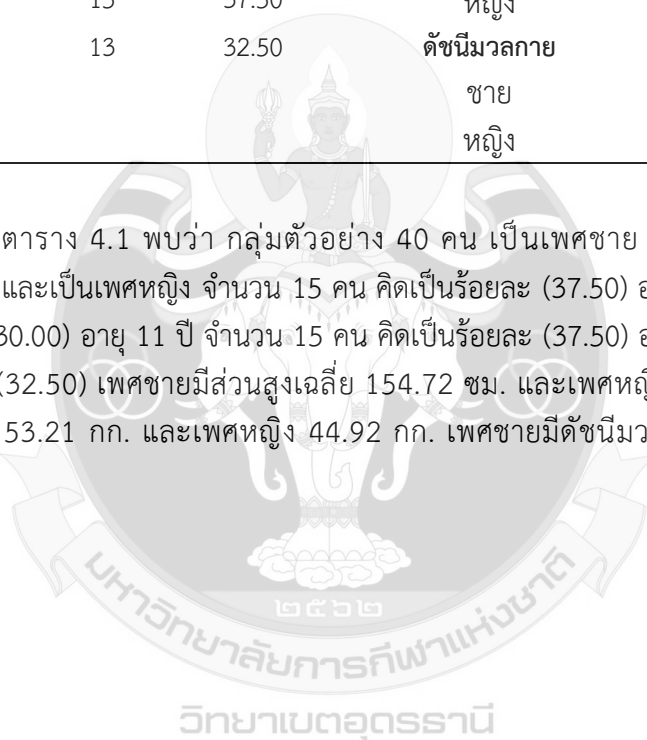 15 37.50 หญิง
13 32.50 ดัชนีมวลกาย
ชาย
หญิง
ตาราง 4.1 พบว่า กลุ่มตัวอย่าง 40 คน เป็นเพศชาย
และเป็นเพศหญิง จำนวน 15 คน คิดเป็นร้อยละ (37.50) อ
30.00) อายุ 11 ปี จำนวน 15 คน คิดเป็นร้อยละ (37.50) อ
(32.50) เพศชายมีส่วนสูงเฉลี่ย 154.72 ซม. และเพศหญิ
53.21 กก. และเพศหญิง 44.92 กก. เพศชายมีดัชนีมว
๒๕๖๒
มหาวิทยาลัยการกีฬาแห่งชาติ
วิทยาเขตอุดรธานี